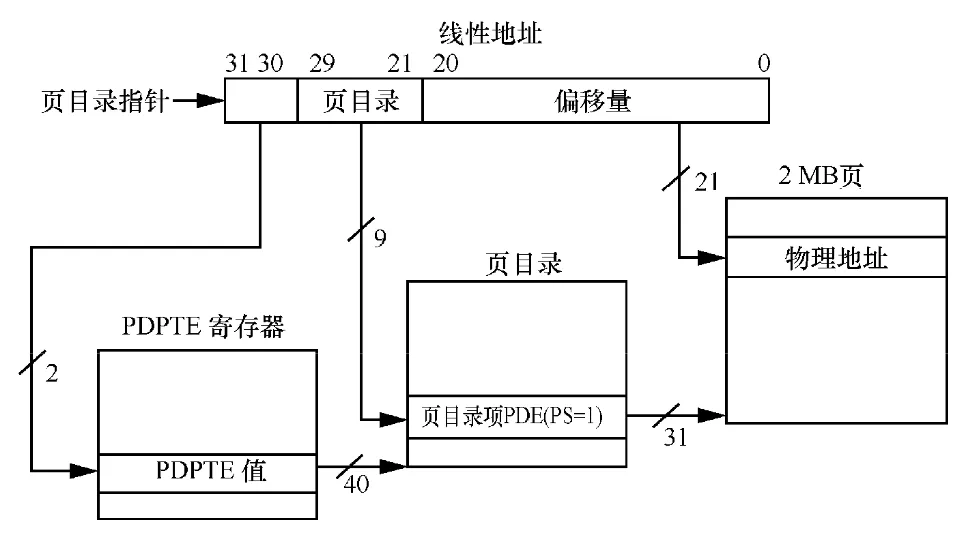 线性地址
31 30 29 21 20 0
页目录指针 页目录 偏移量
21
2 MB页
9
页目录
物理地址
PDPTE 寄存器
2
页目录项PDE(PS=1)
31
PDPTE 值
40